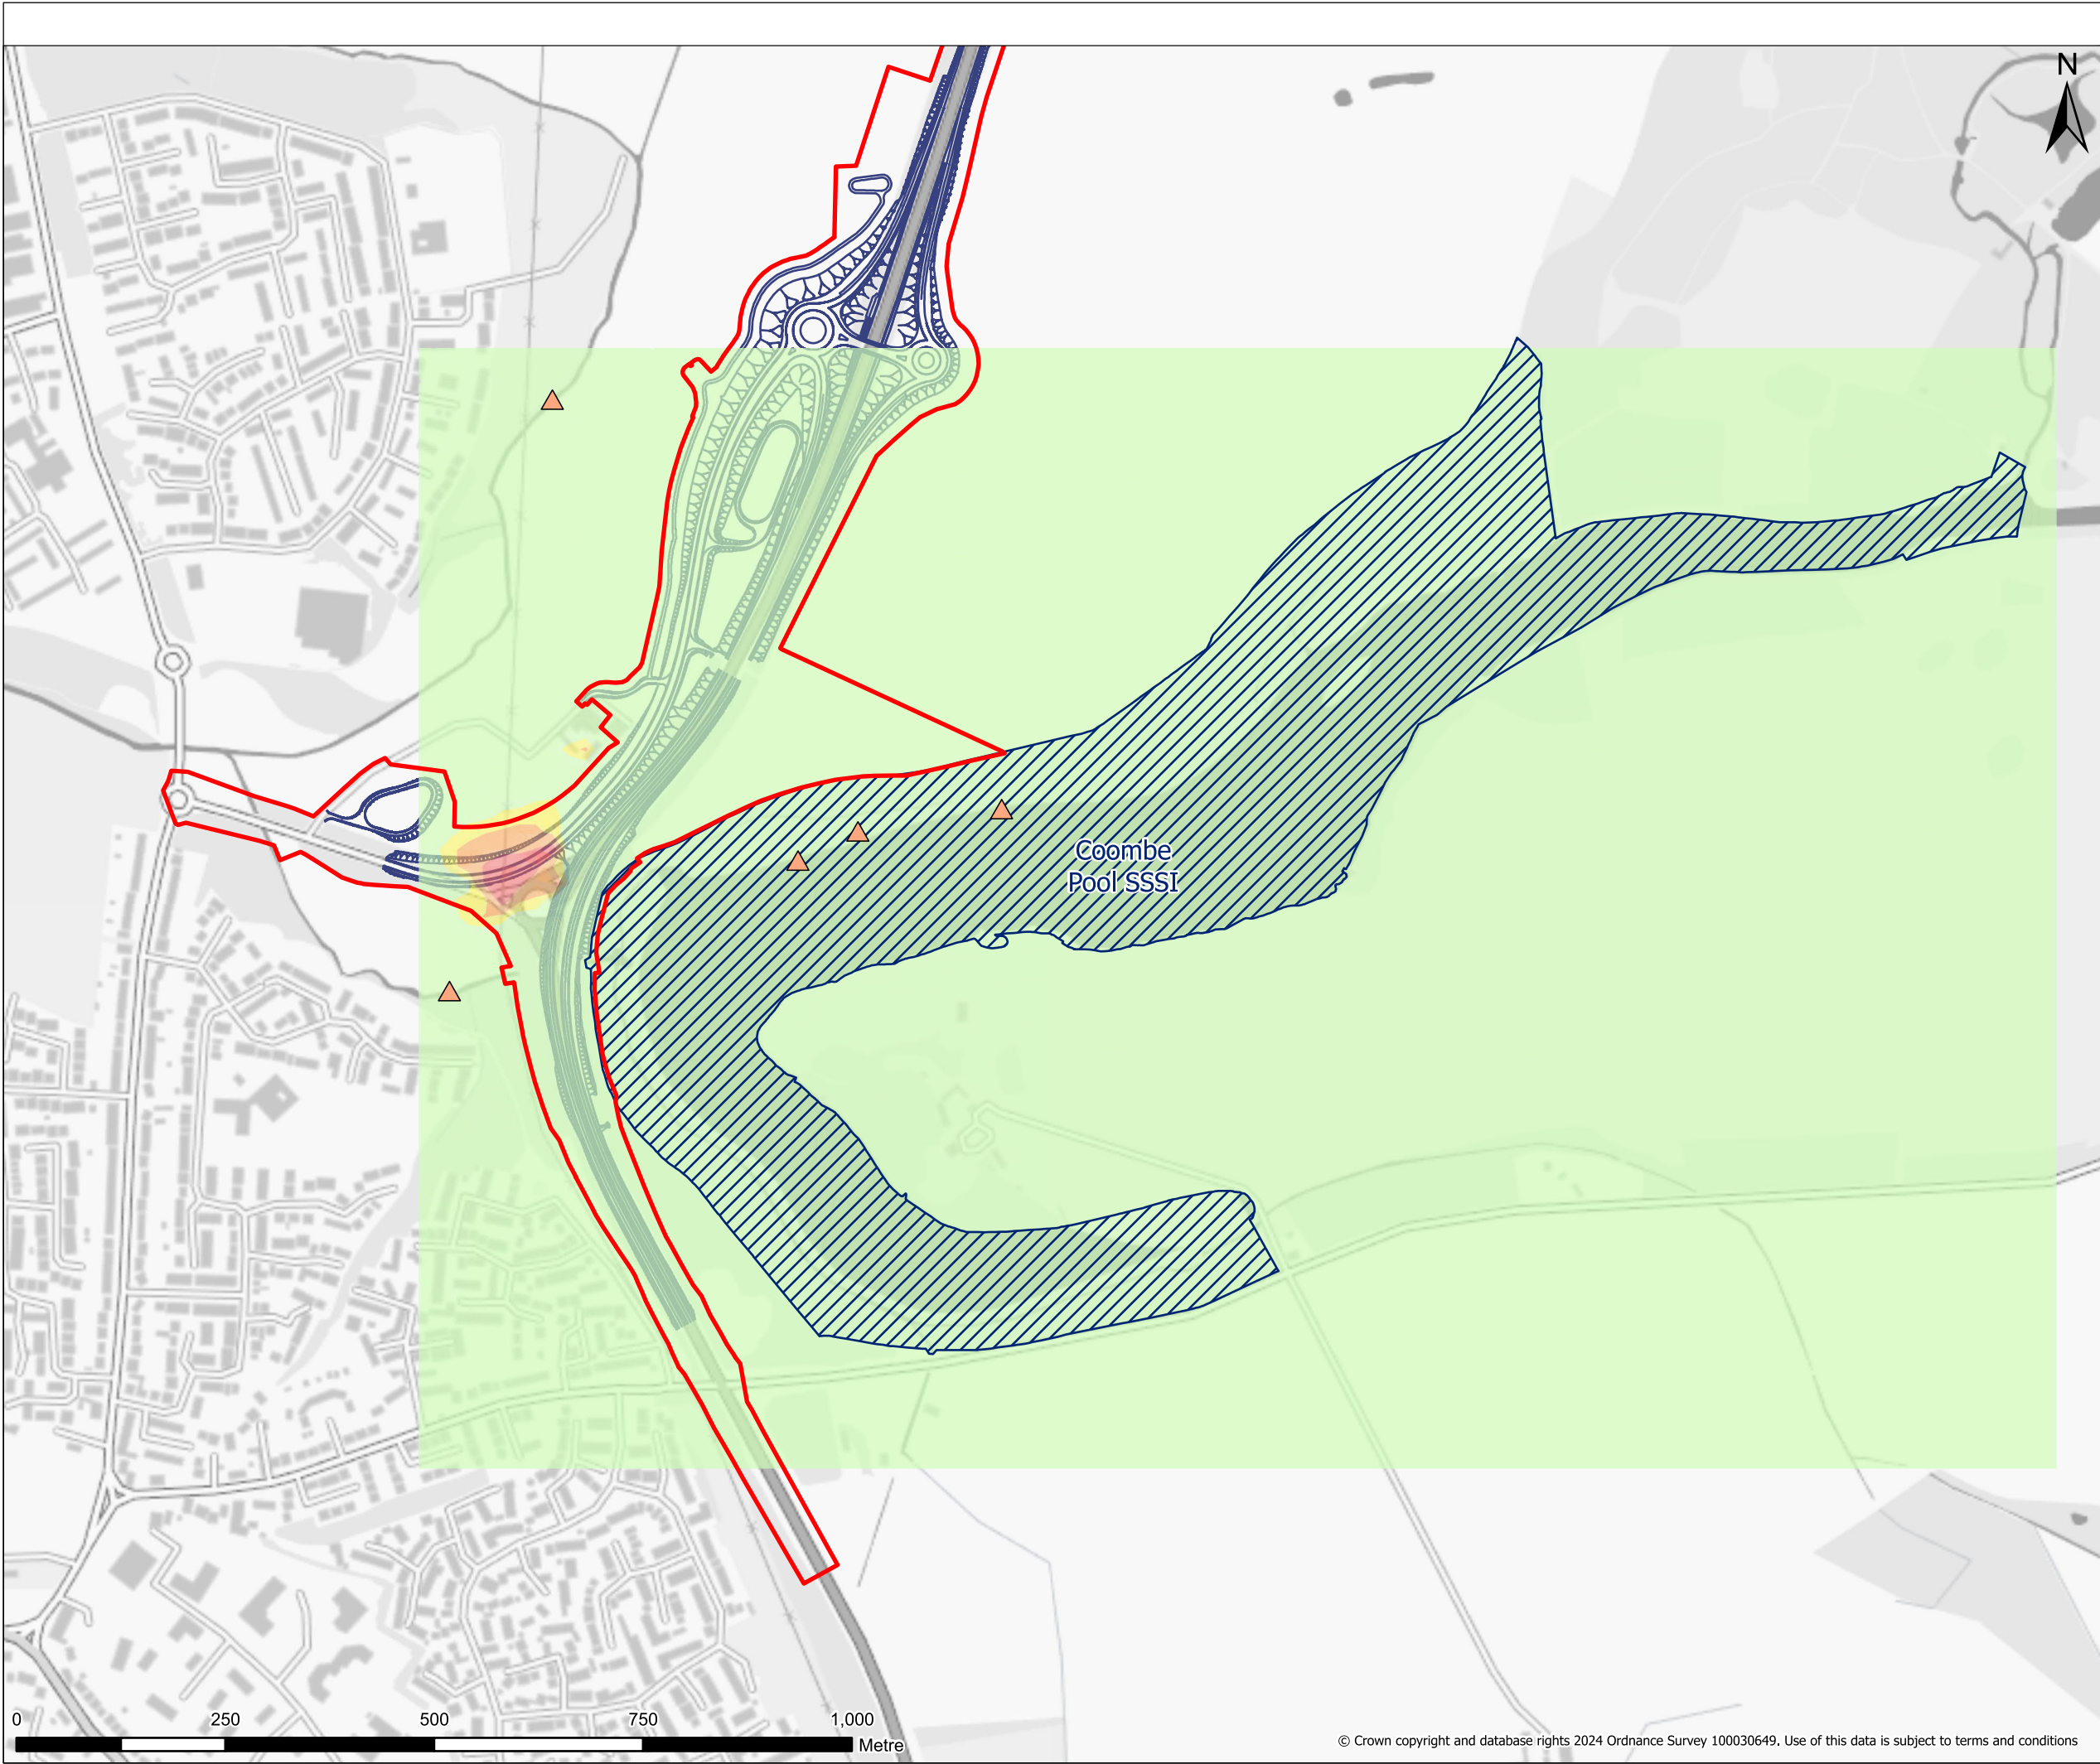 N
Coombe
Pool SSSI
0 250 500 750 1,000
Metre
© Crown copyright and database rights 2024 Ordnance Survey 100030649. Use of this data is subject to terms and conditions